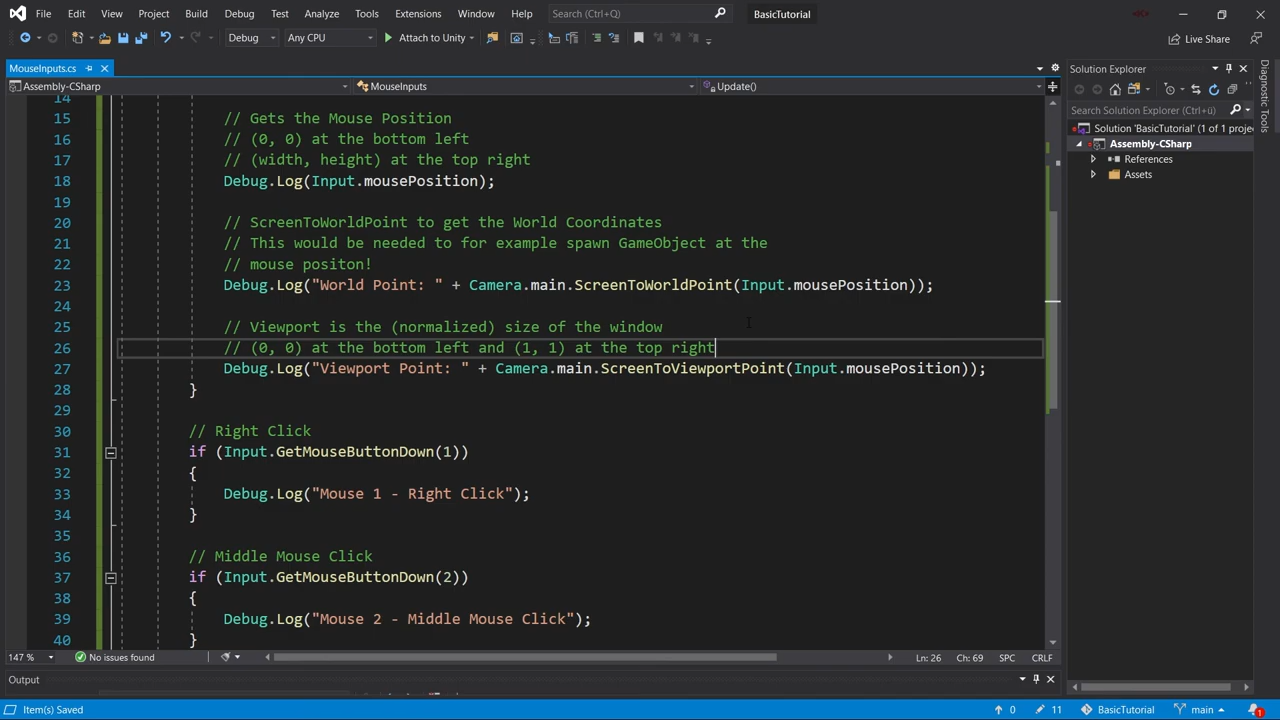 File Edit View Project Build Debug Test Analyze Tools Extensions Window Help Search (Ctrl+Q) BasicTutorial
Debug Any CPU Attach to Unity Live Share
MouseInputs.cs
Assembly-CSharp MouseInputs Update()
14
15 // Gets the Mouse Position
16 // (0, 0) at the bottom left
17 // (width, height) at the top right
18 Debug.Log(Input.mousePosition);
19
20 // ScreenToWorldPoint to get the World Coordinates
21 // This would be needed to for example spawn GameObject at the
22 // mouse positon!
23 Debug.Log("World Point: " + Camera.main.ScreenToWorldPoint(Input.mousePosition));
24
25 // Viewport is the (normalized) size of the window
26 // (0, 0) at the bottom left and (1, 1) at the top right
27 Debug.Log("Viewport Point: " + Camera.main.ScreenToViewportPoint(Input.mousePosition));
28 }
29
30 // Right Click
31 if (Input.GetMouseButtonDown(1))
32 {
33 Debug.Log("Mouse 1 - Right Click");
34 }
35
36 // Middle Mouse Click
37 if (Input.GetMouseButtonDown(2))
38 {
39 Debug.Log("Mouse 2 - Middle Mouse Click");
40 }
147 % No issues found Ln: 26 Ch: 69 SPC CRLF
Output
Solution Explorer
Search Solution Explorer (Ctrl+ü)
Solution 'BasicTutorial' (1 of 1 proje
Assembly-CSharp
References
Assets
Diagnostic Tools
Item(s) Saved 0 11 BasicTutorial main 1